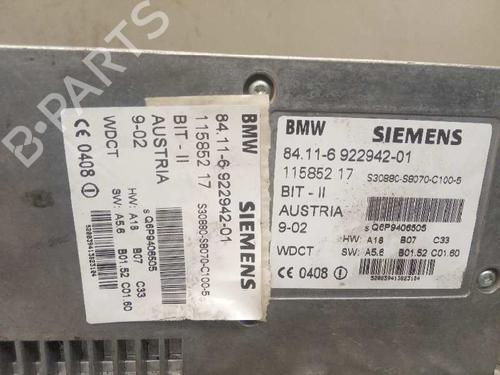 BMW SIEMENS
84.11-6 922942-01
115852 17 S30880-S8070-C100-5
BIT - II
AUSTRIA s Q6P9406505
9-02 HW: A18 B07 C33
WDCT SW: A5.6 B01.52 C01.60
CE 0408 520839413023104
BMW SIEMENS
84.11-6 922942-01
115852 17 S30880-S8070-C100-5
BIT - II
AUSTRIA s Q6P9406505
9-02 HW: A18 B07 C33
WDCT SW: A5.6 B01.52 C01.60
CE 0408
B-PARTS